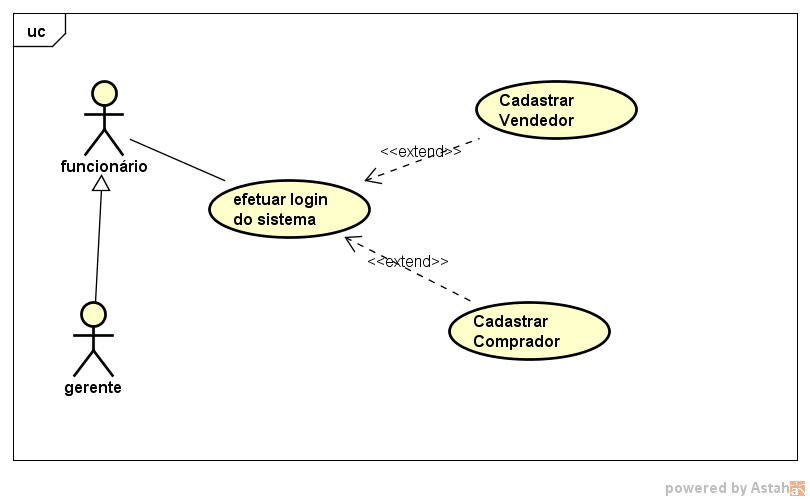 uc
funcionário
Cadastrar
Vendedor
<<extend>>
efetuar login
do sistema
<<extend>>
Cadastrar
Comprador
gerente
powered by Astah